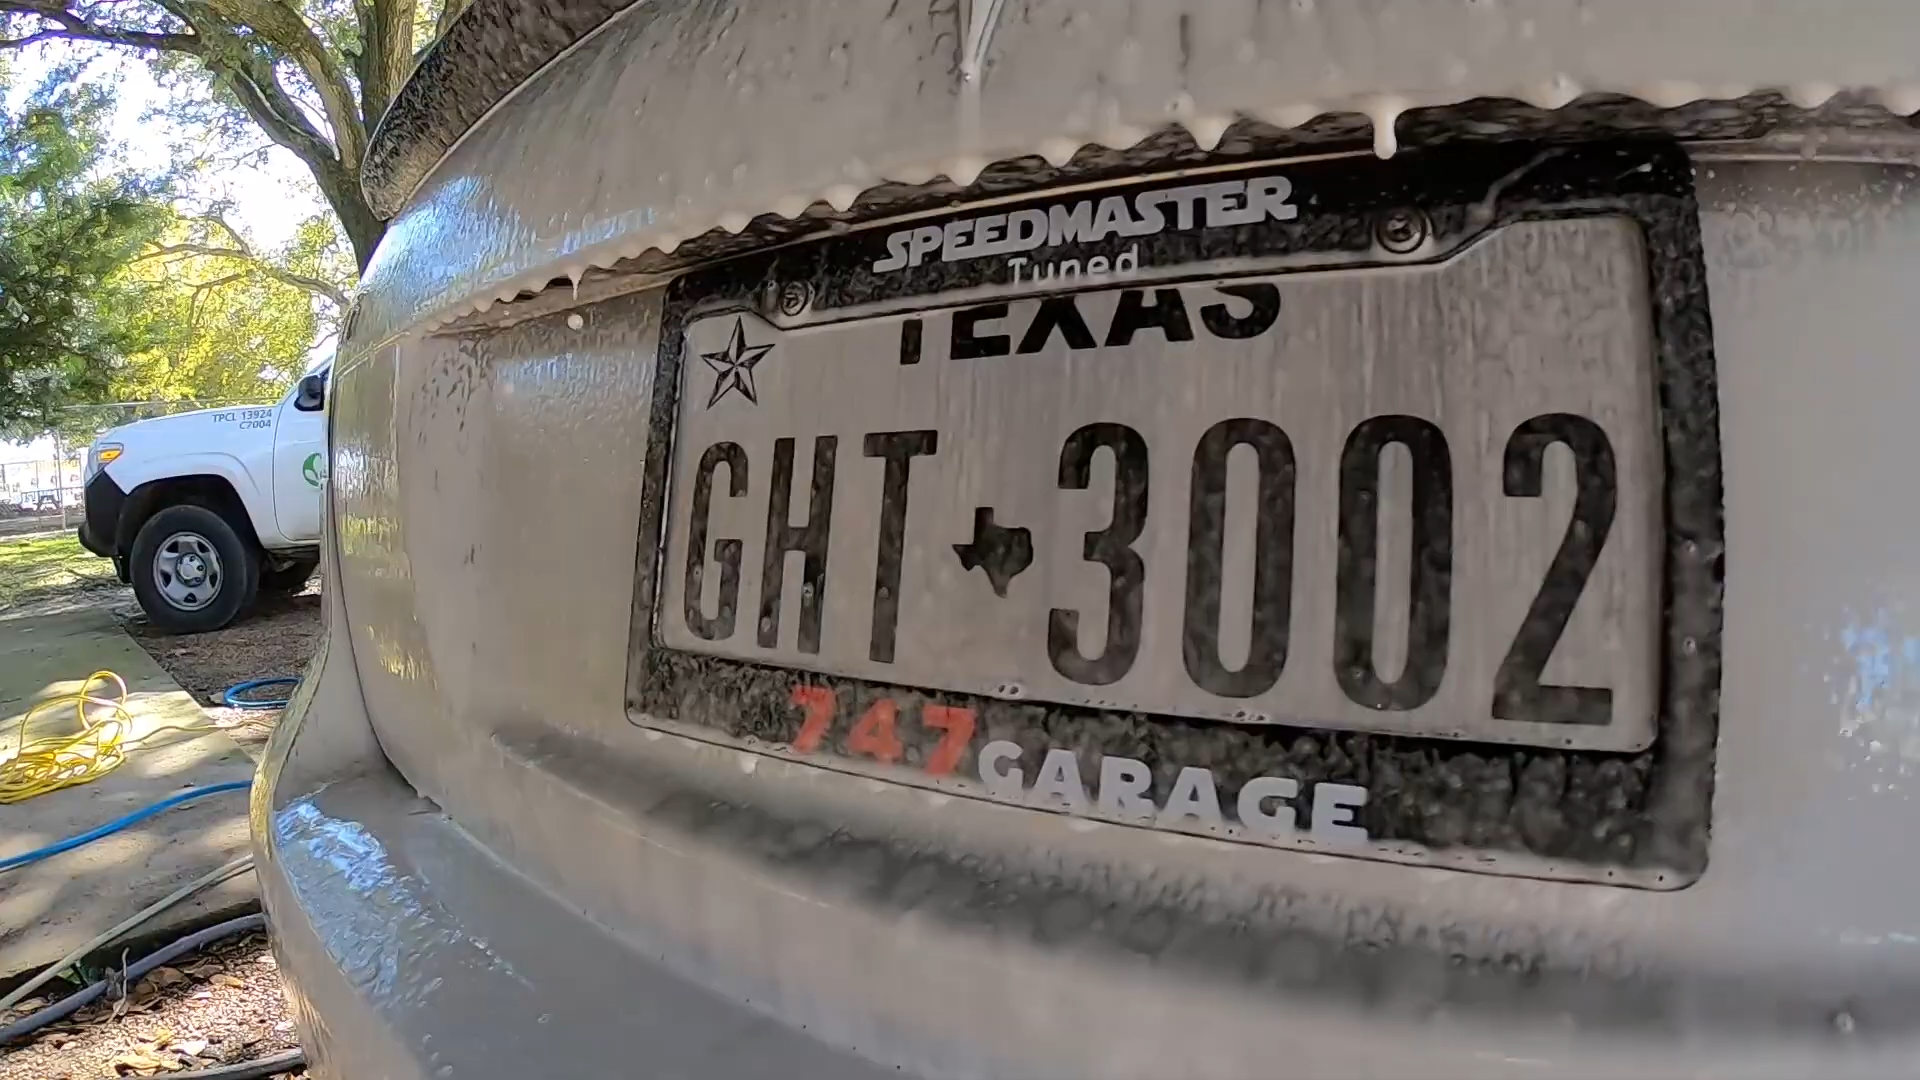 SPEEDMASTER
Tuned
TEXAS
GHT 3002
747 GARAGE
TPCL 13924
C7004